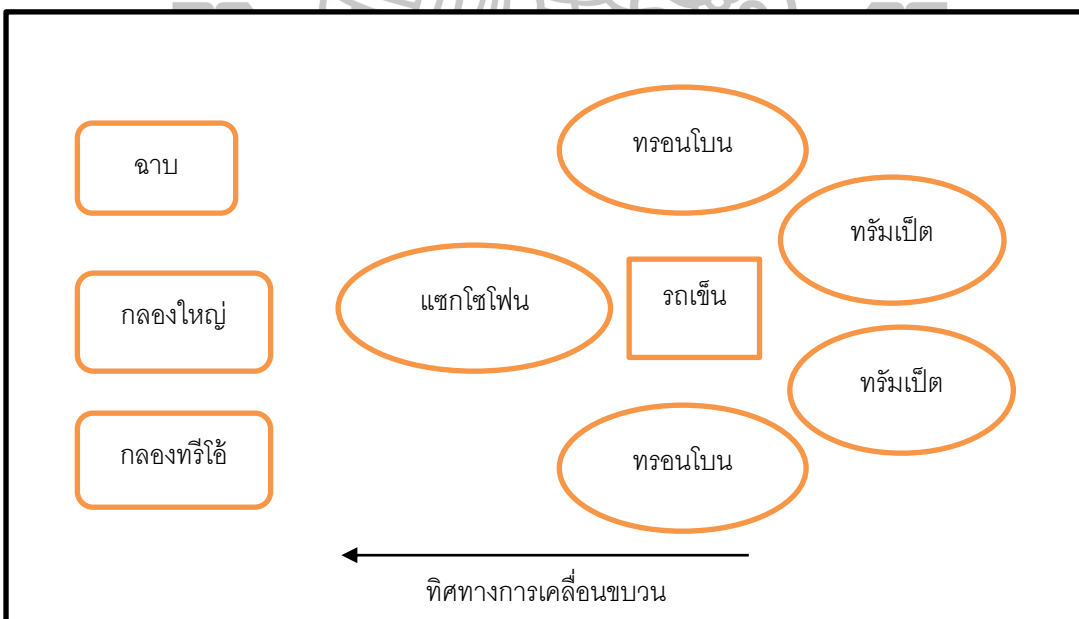 ทรอนโบน
ฉาบ
ทรัมเป็ต
แซกโซโฟน
รถเข็น
กลองใหญ่
ทรัมเป็ต
กลองทรีโอ้
ทรอนโบน
ทิศทางการเคลื่อนขบวน